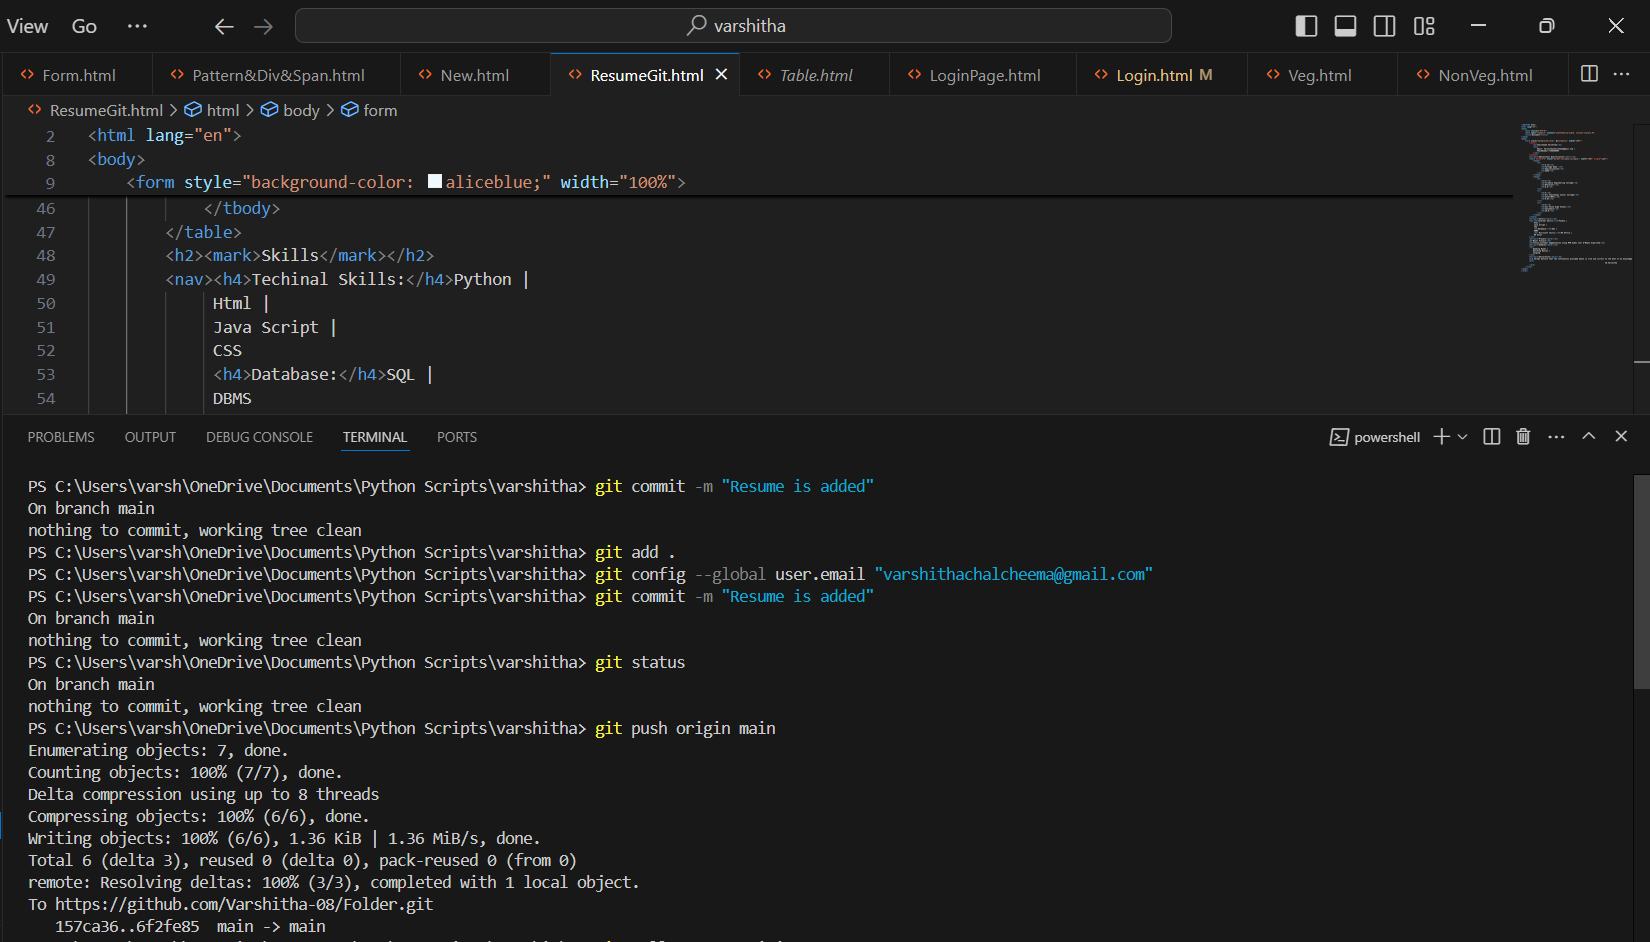 View Go ··· varshitha
Form.html Pattern&Div&Span.html New.html ResumeGit.html Table.html LoginPage.html Login.html M Veg.html NonVeg.html
ResumeGit.html > html > body > form
2 <html lang="en">
8 <body>
9 <form style="background-color: aliceblue;" width="100%">
46 </tbody>
47 </table>
48 <h2><mark>Skills</mark></h2>
49 <nav><h4>Techinal Skills:</h4>Python |
50 Html |
51 Java Script |
52 CSS
53 <h4>Database:</h4>SQL |
54 DBMS
PROBLEMS OUTPUT DEBUG CONSOLE TERMINAL PORTS powershell
PS C:\Users\varsh\OneDrive\Documents\Python Scripts\varshitha> git commit -m "Resume is added"
On branch main
nothing to commit, working tree clean
PS C:\Users\varsh\OneDrive\Documents\Python Scripts\varshitha> git add .
PS C:\Users\varsh\OneDrive\Documents\Python Scripts\varshitha> git config --global user.email "varshithachalcheema@gmail.com"
PS C:\Users\varsh\OneDrive\Documents\Python Scripts\varshitha> git commit -m "Resume is added"
On branch main
nothing to commit, working tree clean
PS C:\Users\varsh\OneDrive\Documents\Python Scripts\varshitha> git status
On branch main
nothing to commit, working tree clean
PS C:\Users\varsh\OneDrive\Documents\Python Scripts\varshitha> git push origin main
Enumerating objects: 7, done.
Counting objects: 100% (7/7), done.
Delta compression using up to 8 threads
Compressing objects: 100% (6/6), done.
Writing objects: 100% (6/6), 1.36 KiB | 1.36 MiB/s, done.
Total 6 (delta 3), reused 0 (delta 0), pack-reused 0 (from 0)
remote: Resolving deltas: 100% (3/3), completed with 1 local object.
To https://github.com/Varshitha-08/Folder.git
157ca36..6f2fe85 main -> main